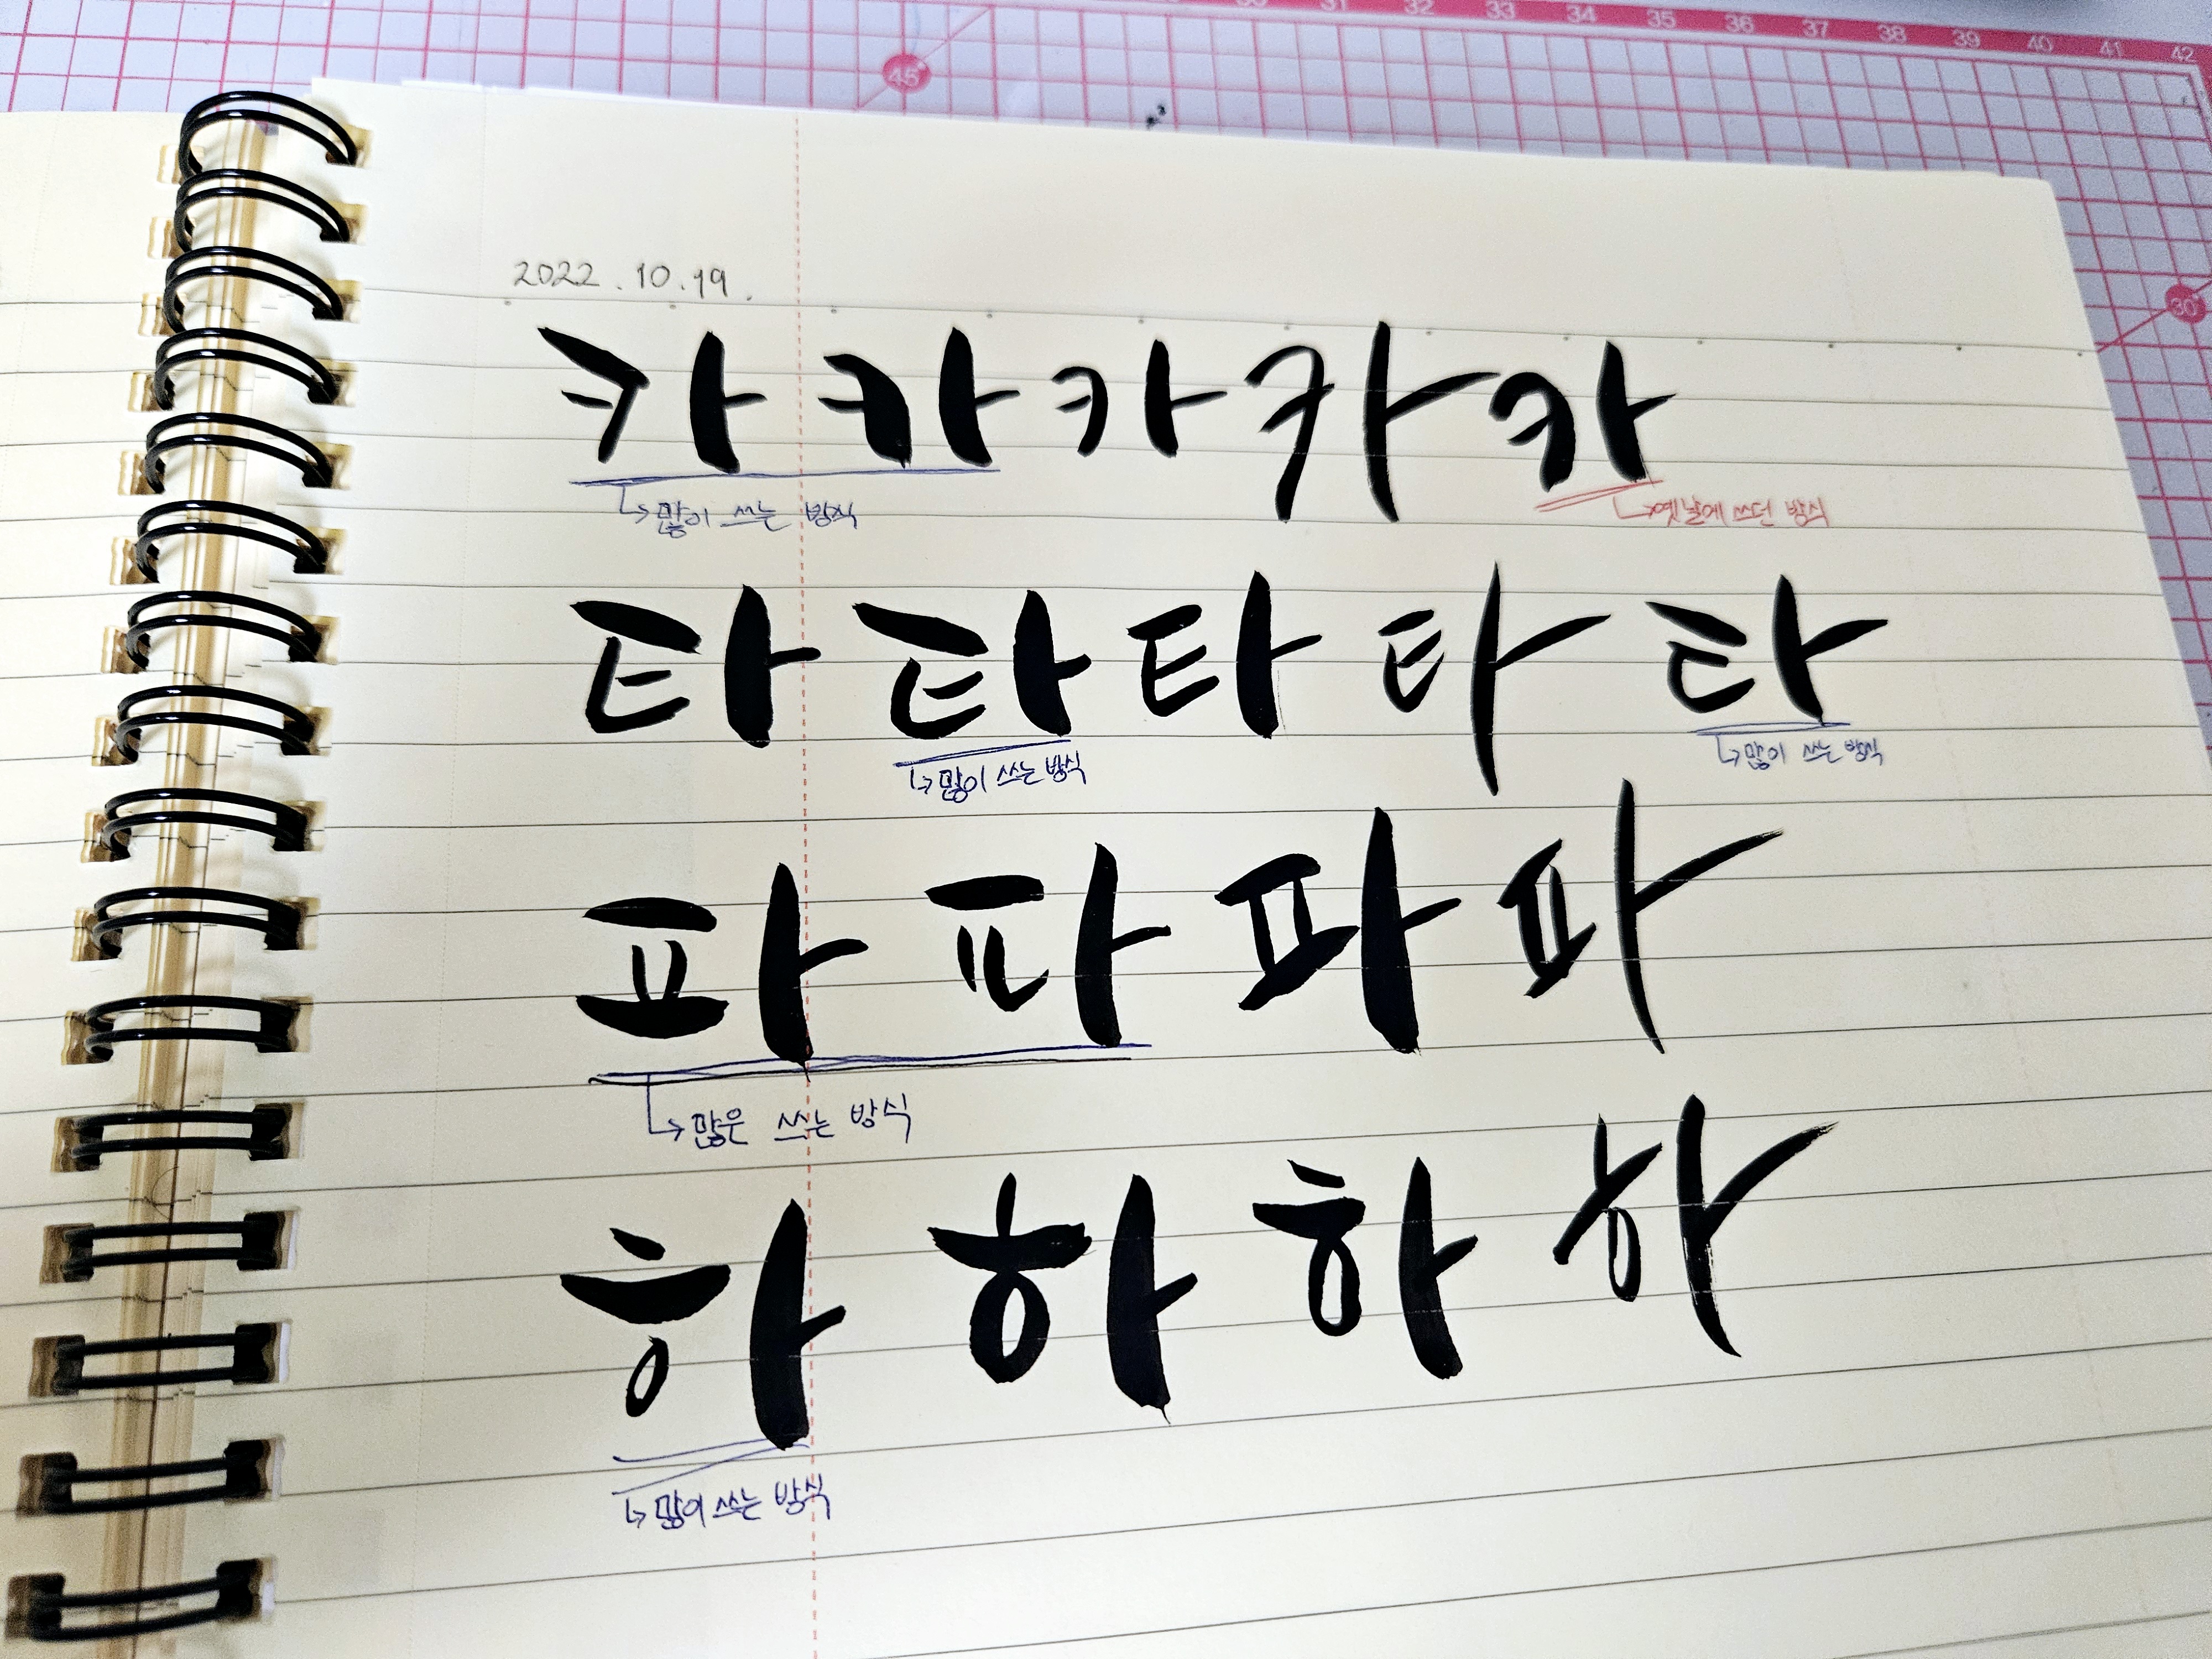 30 31 32 33 34 35 36 37 38 39 40 41 42
45°
30°
2022.10.19.
카 카 카 카 카
↳많이 쓰는 방식
↳옛날에 쓰던 방식
타 타 타 타 타
↳많이 쓰는 방식
↳많이 쓰는 방식
파 파 파 파
↳많은 쓰는 방식
하 하 하 하
↳많이 쓰는 방식